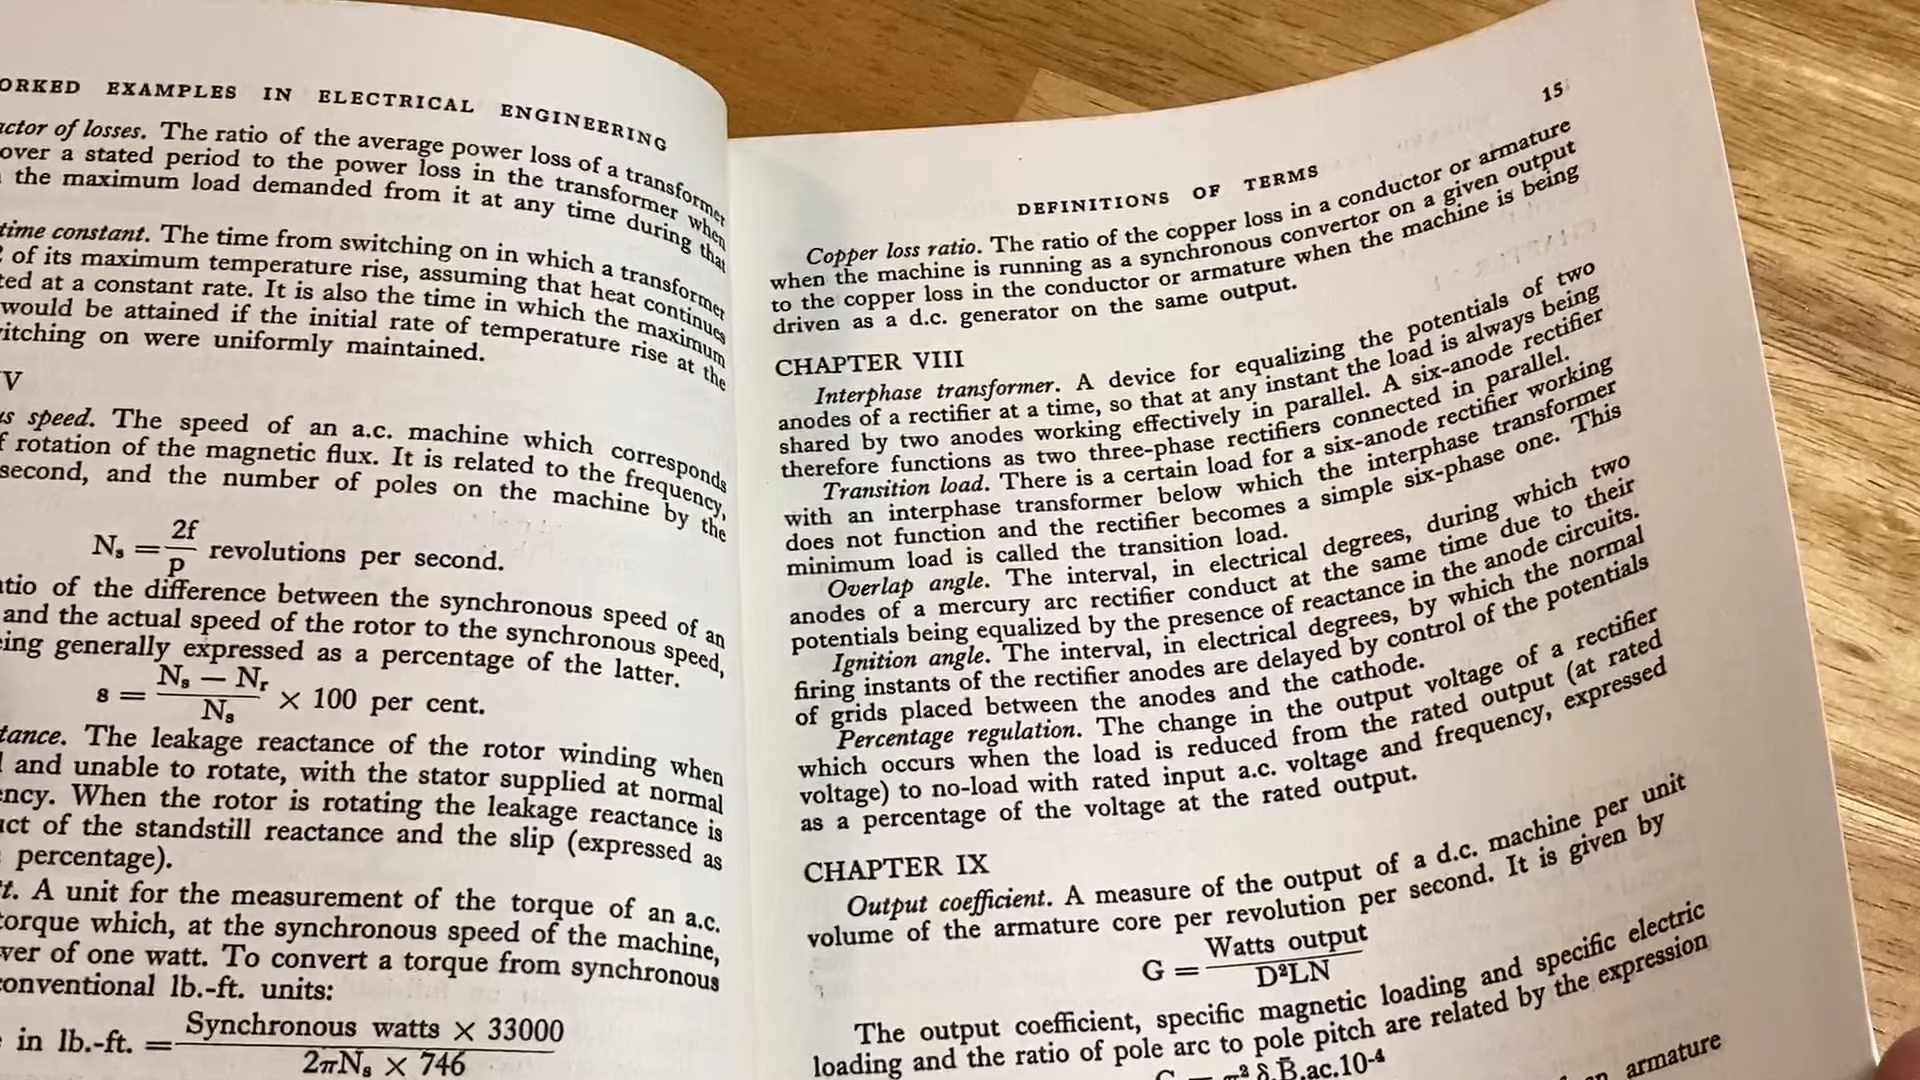 ORKED EXAMPLES IN ELECTRICAL ENGINEERING
actor of losses. The ratio of the average power loss of a transformer
over a stated period to the power loss in the transformer when
the maximum load demanded from it at any time during that
time constant. The time from switching on in which a transformer
of its maximum temperature rise, assuming that heat continues
ted at a constant rate. It is also the time in which the maximum
would be attained if the initial rate of temperature rise at the
itching on were uniformly maintained.
V
us speed. The speed of an a.c. machine which corresponds
f rotation of the magnetic flux. It is related to the frequency,
second, and the number of poles on the machine by the
Nₛ = 2f/p revolutions per second.
atio of the difference between the synchronous speed of an
and the actual speed of the rotor to the synchronous speed,
eing generally expressed as a percentage of the latter.
s = (Nₛ — Nᵣ)/Nₛ × 100 per cent.
tance. The leakage reactance of the rotor winding when
d and unable to rotate, with the stator supplied at normal
ency. When the rotor is rotating the leakage reactance is
uct of the standstill reactance and the slip (expressed as
percentage).
t. A unit for the measurement of the torque of an a.c.
torque which, at the synchronous speed of the machine,
wer of one watt. To convert a torque from synchronous
conventional lb.-ft. units:
in lb.-ft. = Synchronous watts × 33000
2πNₛ × 746
15
DEFINITIONS OF TERMS
Copper loss ratio. The ratio of the copper loss in a conductor or armature
when the machine is running as a synchronous convertor on a given output
to the copper loss in the conductor or armature when the machine is being
driven as a d.c. generator on the same output.
CHAPTER VIII
Interphase transformer. A device for equalizing the potentials of two
anodes of a rectifier at a time, so that at any instant the load is always being
shared by two anodes working effectively in parallel. A six-anode rectifier
therefore functions as two three-phase rectifiers connected in parallel.
Transition load. There is a certain load for a six-anode rectifier working
with an interphase transformer below which the interphase transformer
does not function and the rectifier becomes a simple six-phase one. This
minimum load is called the transition load.
Overlap angle. The interval, in electrical degrees, during which two
anodes of a mercury arc rectifier conduct at the same time due to their
potentials being equalized by the presence of reactance in the anode circuits.
Ignition angle. The interval, in electrical degrees, by which the normal
firing instants of the rectifier anodes are delayed by control of the potentials
of grids placed between the anodes and the cathode.
Percentage regulation. The change in the output voltage of a rectifier
which occurs when the load is reduced from the rated output (at rated
voltage) to no-load with rated input a.c. voltage and frequency, expressed
as a percentage of the voltage at the rated output.
CHAPTER IX
Output coefficient. A measure of the output of a d.c. machine per unit
volume of the armature core per revolution per second. It is given by
G = Watts output
D²LN
The output coefficient, specific magnetic loading and specific electric
loading and the ratio of pole arc to pole pitch are related by the expression
π² δ.B̄.ac.10⁻⁴
armature